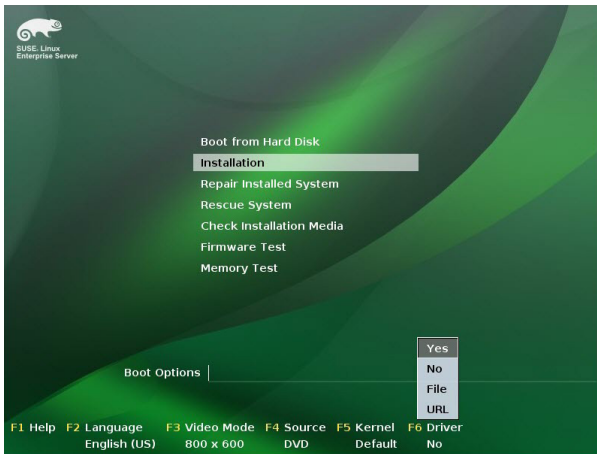 SUSE. Linux
Enterprise Server
Boot from Hard Disk
Installation
Repair Installed System
Rescue System
Check Installation Media
Firmware Test
Memory Test
Yes
No
File
URL
Boot Options
F1 Help F2 Language F3 Video Mode F4 Source F5 Kernel F6 Driver
English (US) 800 x 600 DVD Default No